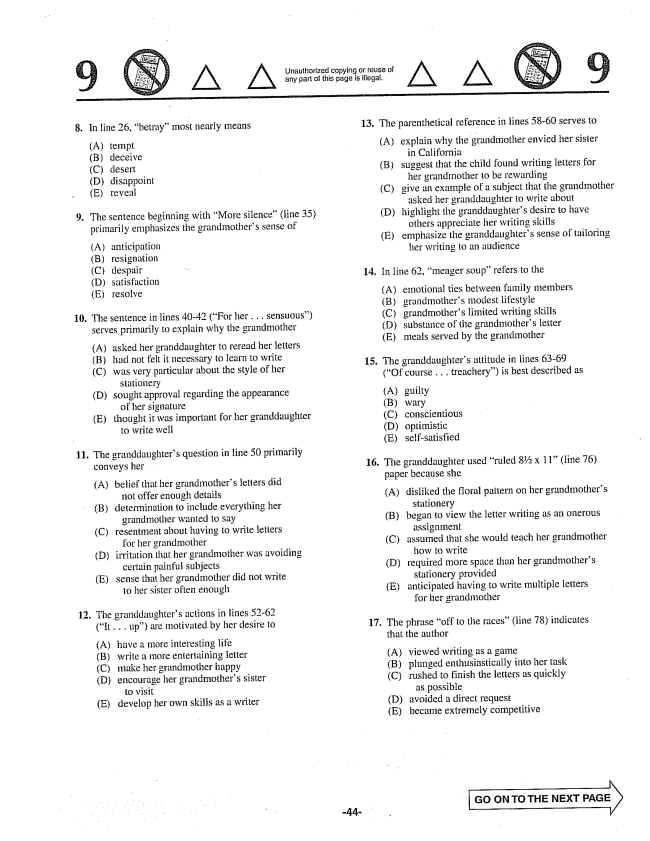 9
Unauthorized copying or reuse of
any part of this page is illegal.
9
8. In line 26, “betray” most nearly means
(A) tempt
(B) deceive
(C) desert
(D) disappoint
(E) reveal
9. The sentence beginning with “More silence” (line 35)
primarily emphasizes the grandmother’s sense of
(A) anticipation
(B) resignation
(C) despair
(D) satisfaction
(E) resolve
10. The sentence in lines 40-42 (“For her . . . sensuous”)
serves primarily to explain why the grandmother
(A) asked her granddaughter to reread her letters
(B) had not felt it necessary to learn to write
(C) was very particular about the style of her
stationery
(D) sought approval regarding the appearance
of her signature
(E) thought it was important for her granddaughter
to write well
11. The granddaughter’s question in line 50 primarily
conveys her
(A) belief that her grandmother’s letters did
not offer enough details
(B) determination to include everything her
grandmother wanted to say
(C) resentment about having to write letters
for her grandmother
(D) irritation that her grandmother was avoiding
certain painful subjects
(E) sense that her grandmother did not write
to her sister often enough
12. The granddaughter’s actions in lines 52-62
(“It . . . up”) are motivated by her desire to
(A) have a more interesting life
(B) write a more entertaining letter
(C) make her grandmother happy
(D) encourage her grandmother’s sister
to visit
(E) develop her own skills as a writer
13. The parenthetical reference in lines 58-60 serves to
(A) explain why the grandmother envied her sister
in California
(B) suggest that the child found writing letters for
her grandmother to be rewarding
(C) give an example of a subject that the grandmother
asked her granddaughter to write about
(D) highlight the granddaughter’s desire to have
others appreciate her writing skills
(E) emphasize the granddaughter’s sense of tailoring
her writing to an audience
14. In line 62, “meager soup” refers to the
(A) emotional ties between family members
(B) grandmother’s modest lifestyle
(C) grandmother’s limited writing skills
(D) substance of the grandmother’s letter
(E) meals served by the grandmother
15. The granddaughter’s attitude in lines 63-69
(“Of course . . . treachery”) is best described as
(A) guilty
(B) wary
(C) conscientious
(D) optimistic
(E) self-satisfied
16. The granddaughter used “ruled 8½ x 11” (line 76)
paper because she
(A) disliked the floral pattern on her grandmother’s
stationery
(B) began to view the letter writing as an onerous
assignment
(C) assumed that she would teach her grandmother
how to write
(D) required more space than her grandmother’s
stationery provided
(E) anticipated having to write multiple letters
for her grandmother
17. The phrase “off to the races” (line 78) indicates
that the author
(A) viewed writing as a game
(B) plunged enthusiastically into her task
(C) rushed to finish the letters as quickly
as possible
(D) avoided a direct request
(E) became extremely competitive
GO ON TO THE NEXT PAGE
-44-